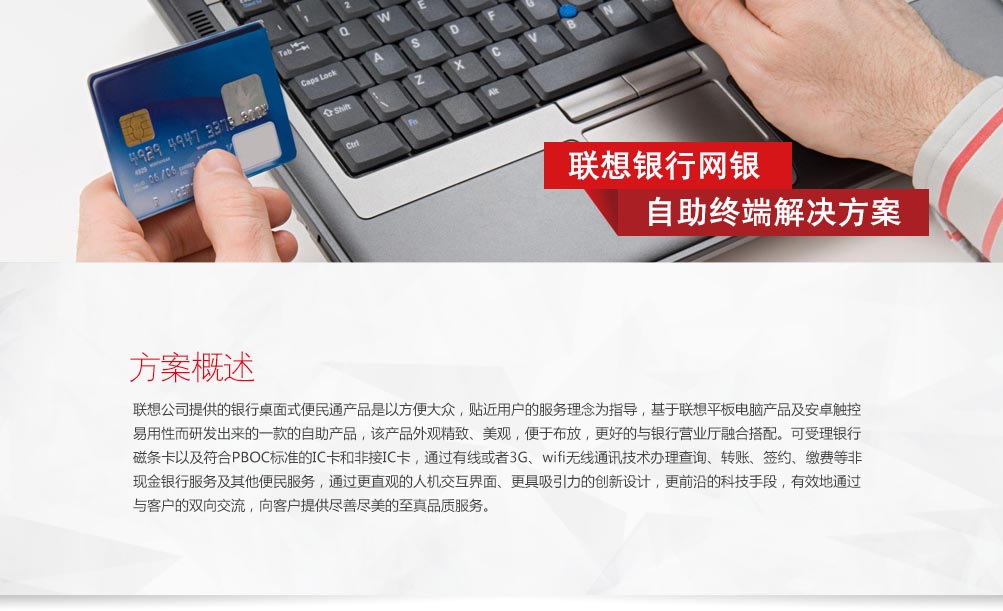 Q W E
Tab
Caps Lock A S D F
Shift Z X C V B
Ctrl Fn Alt
4929 4947 3373 800
联想银行网银
自助终端解决方案
方案概述
联想公司提供的银行桌面式便民通产品是以方便大众，贴近用户的服务理念为指导，基于联想平板电脑产品及安卓触控
易用性而研发出来的一款的自助产品，该产品外观精致、美观，便于布放，更好的与银行营业厅融合搭配。可受理银行
磁条卡以及符合PBOC标准的IC卡和非接IC卡，通过有线或者3G、wifi无线通讯技术办理查询、转账、签约、缴费等非
现金银行服务及其他便民服务，通过更直观的人机交互界面、更具吸引力的创新设计，更前沿的科技手段，有效地通过
与客户的双向交流，向客户提供尽善尽美的至真品质服务。